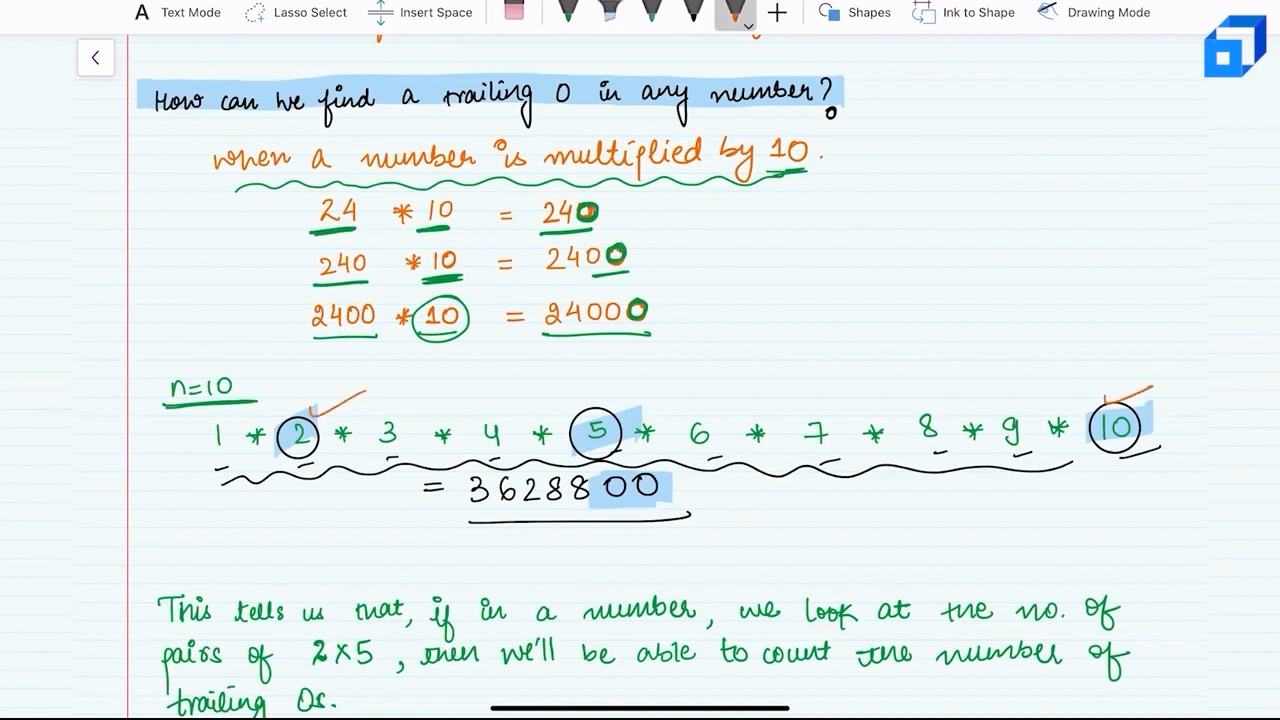 Text Mode Lasso Select Insert Space Shapes Ink to Shape Drawing Mode
How can we find a trailing 0 in any number?
when a number is multiplied by 10.
24 * 10 = 240
240 * 10 = 2400
2400 * 10 = 24000
n=10
1 * 2 * 3 * 4 * 5 * 6 * 7 * 8 * 9 * 10
= 3628800
This tells us that, if in a number, we look at the no. of
pairs of 2×5, then we'll be able to count the number of
trailing 0s.